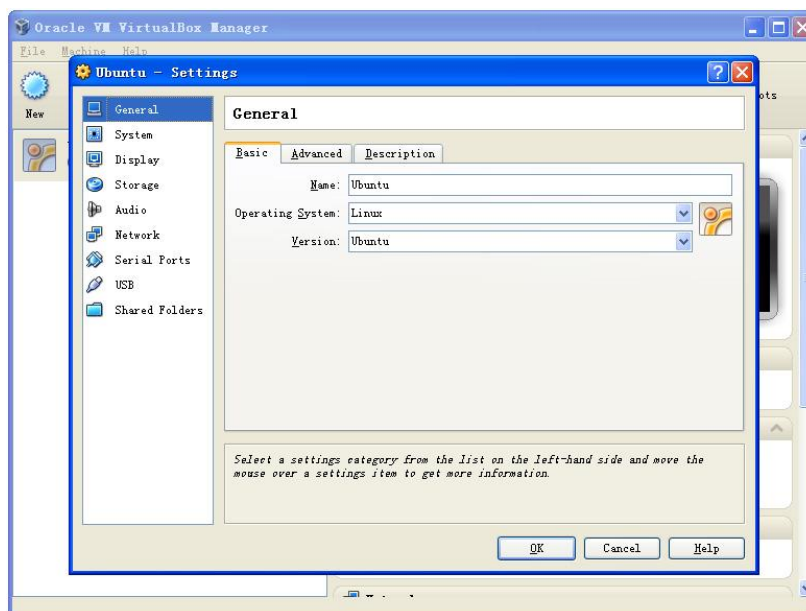 Oracle VM VirtualBox Manager
File Machine Help
New
ots
Ubuntu - Settings
General
System
Display
Storage
Audio
Network
Serial Ports
USB
Shared Folders
General
Basic Advanced Description
Name: Ubuntu
Operating System: Linux
Version: Ubuntu
Select a settings category from the list on the left-hand side and move the
mouse over a settings item to get more information.
OK Cancel Help